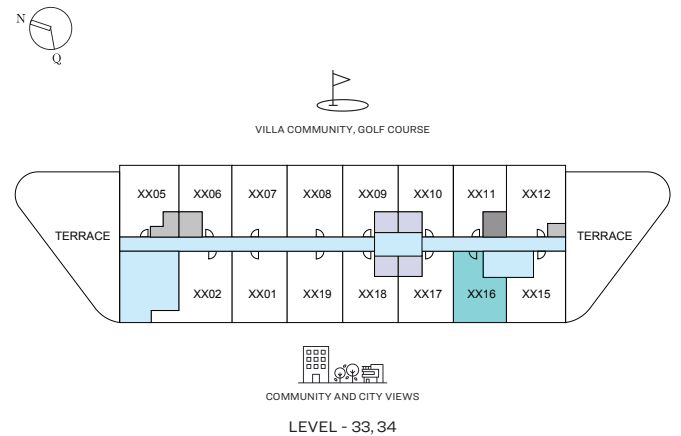 N
Q
VILLA COMMUNITY, GOLF COURSE
XX05 XX06 XX07 XX08 XX09 XX10 XX11 XX12
TERRACE TERRACE
XX02 XX01 XX19 XX18 XX17 XX16 XX15
COMMUNITY AND CITY VIEWS
LEVEL - 33, 34